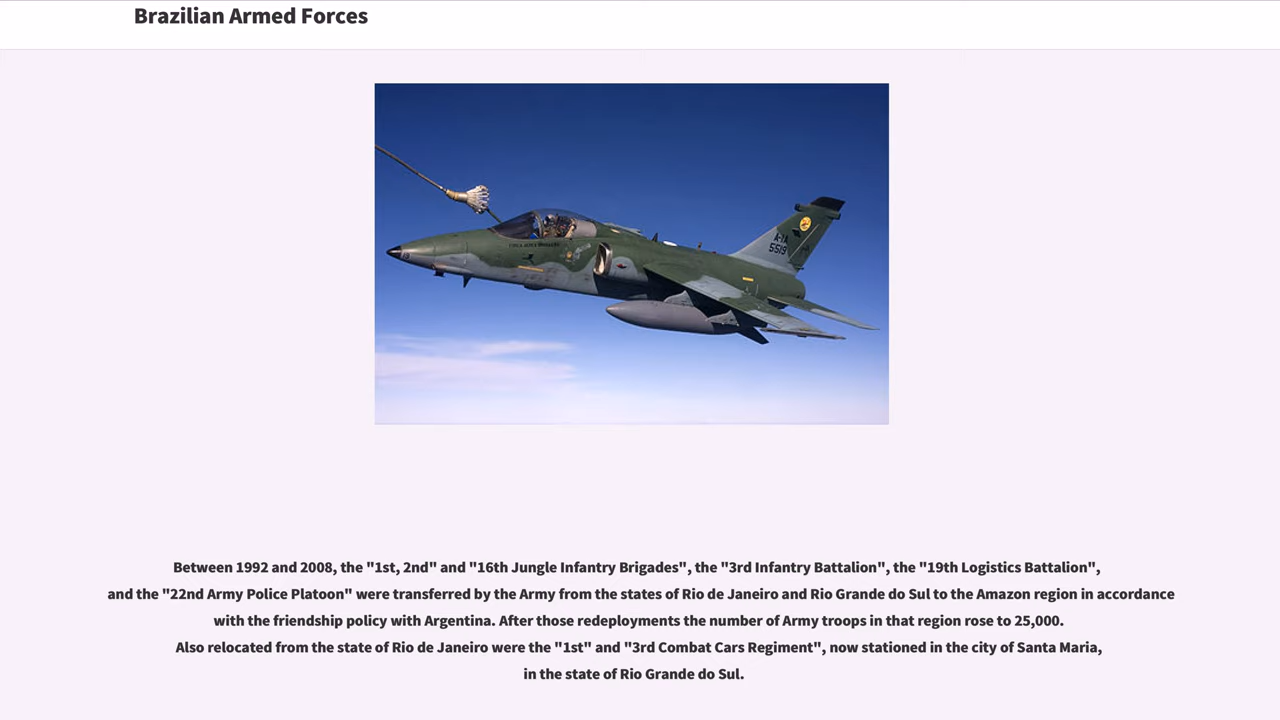 Brazilian Armed Forces
A-1A
5519
Between 1992 and 2008, the "1st, 2nd" and "16th Jungle Infantry Brigades", the "3rd Infantry Battalion", the "19th Logistics Battalion",
and the "22nd Army Police Platoon" were transferred by the Army from the states of Rio de Janeiro and Rio Grande do Sul to the Amazon region in accordance
with the friendship policy with Argentina. After those redeployments the number of Army troops in that region rose to 25,000.
Also relocated from the state of Rio de Janeiro were the "1st" and "3rd Combat Cars Regiment", now stationed in the city of Santa Maria,
in the state of Rio Grande do Sul.